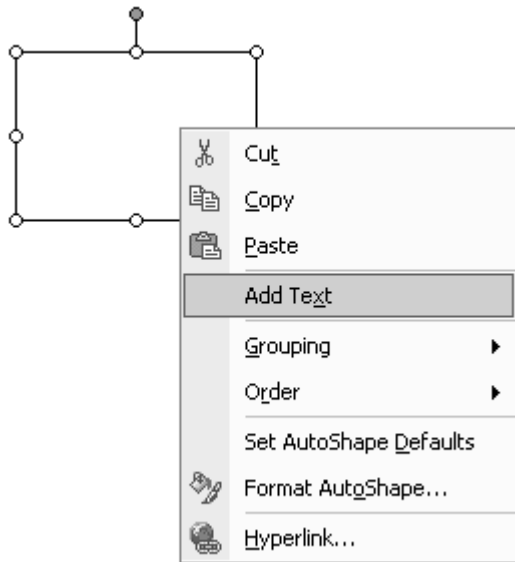 Cut
Copy
Paste
Add Text
Grouping
Order
Set AutoShape Defaults
Format AutoShape...
Hyperlink...